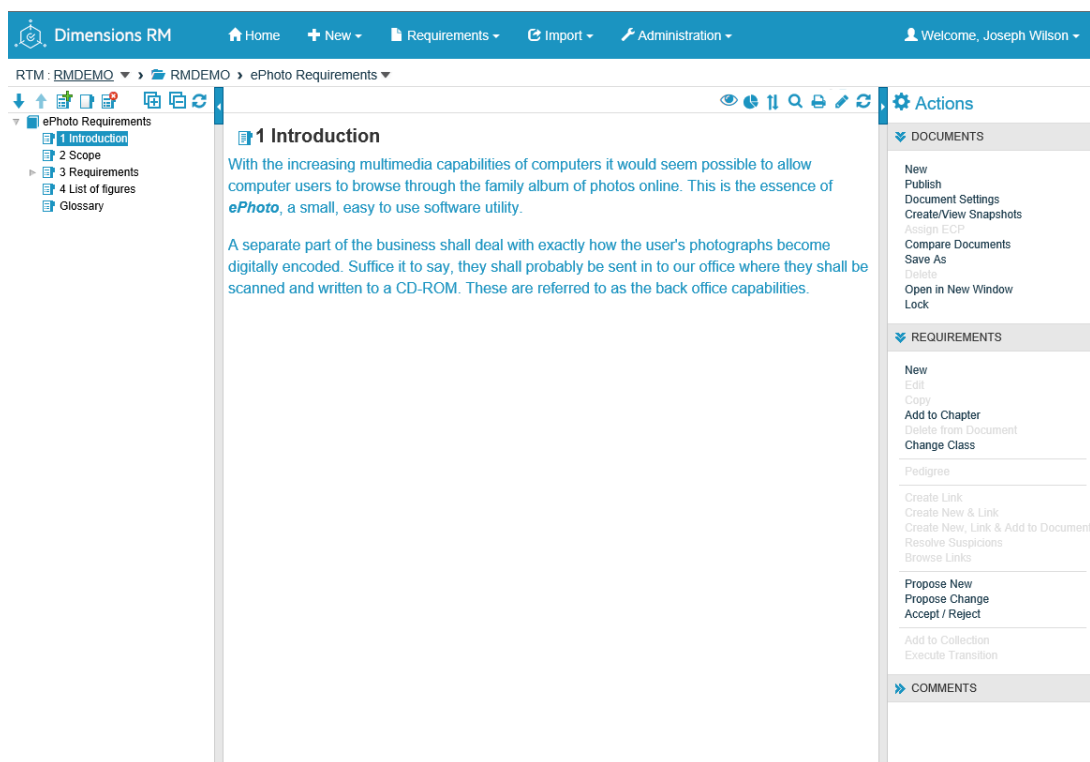 Dimensions RM Home New Requirements Import Administration Welcome, Joseph Wilson
RTM : RMDEMO RMDEMO ePhoto Requirements
ePhoto Requirements
1 Introduction
2 Scope
3 Requirements
4 List of figures
Glossary
1 Introduction
With the increasing multimedia capabilities of computers it would seem possible to allow
computer users to browse through the family album of photos online. This is the essence of
ePhoto, a small, easy to use software utility.
A separate part of the business shall deal with exactly how the user's photographs become
digitally encoded. Suffice it to say, they shall probably be sent in to our office where they shall be
scanned and written to a CD-ROM. These are referred to as the back office capabilities.
Actions
DOCUMENTS
New
Publish
Document Settings
Create/View Snapshots
Assign ECP
Compare Documents
Save As
Delete
Open in New Window
Lock
REQUIREMENTS
New
Edit
Copy
Add to Chapter
Delete from Document
Change Class
Pedigree
Create Link
Create New & Link
Create New, Link & Add to Document
Resolve Suspicions
Browse Links
Propose New
Propose Change
Accept / Reject
Add to Collection
Execute Transition
COMMENTS